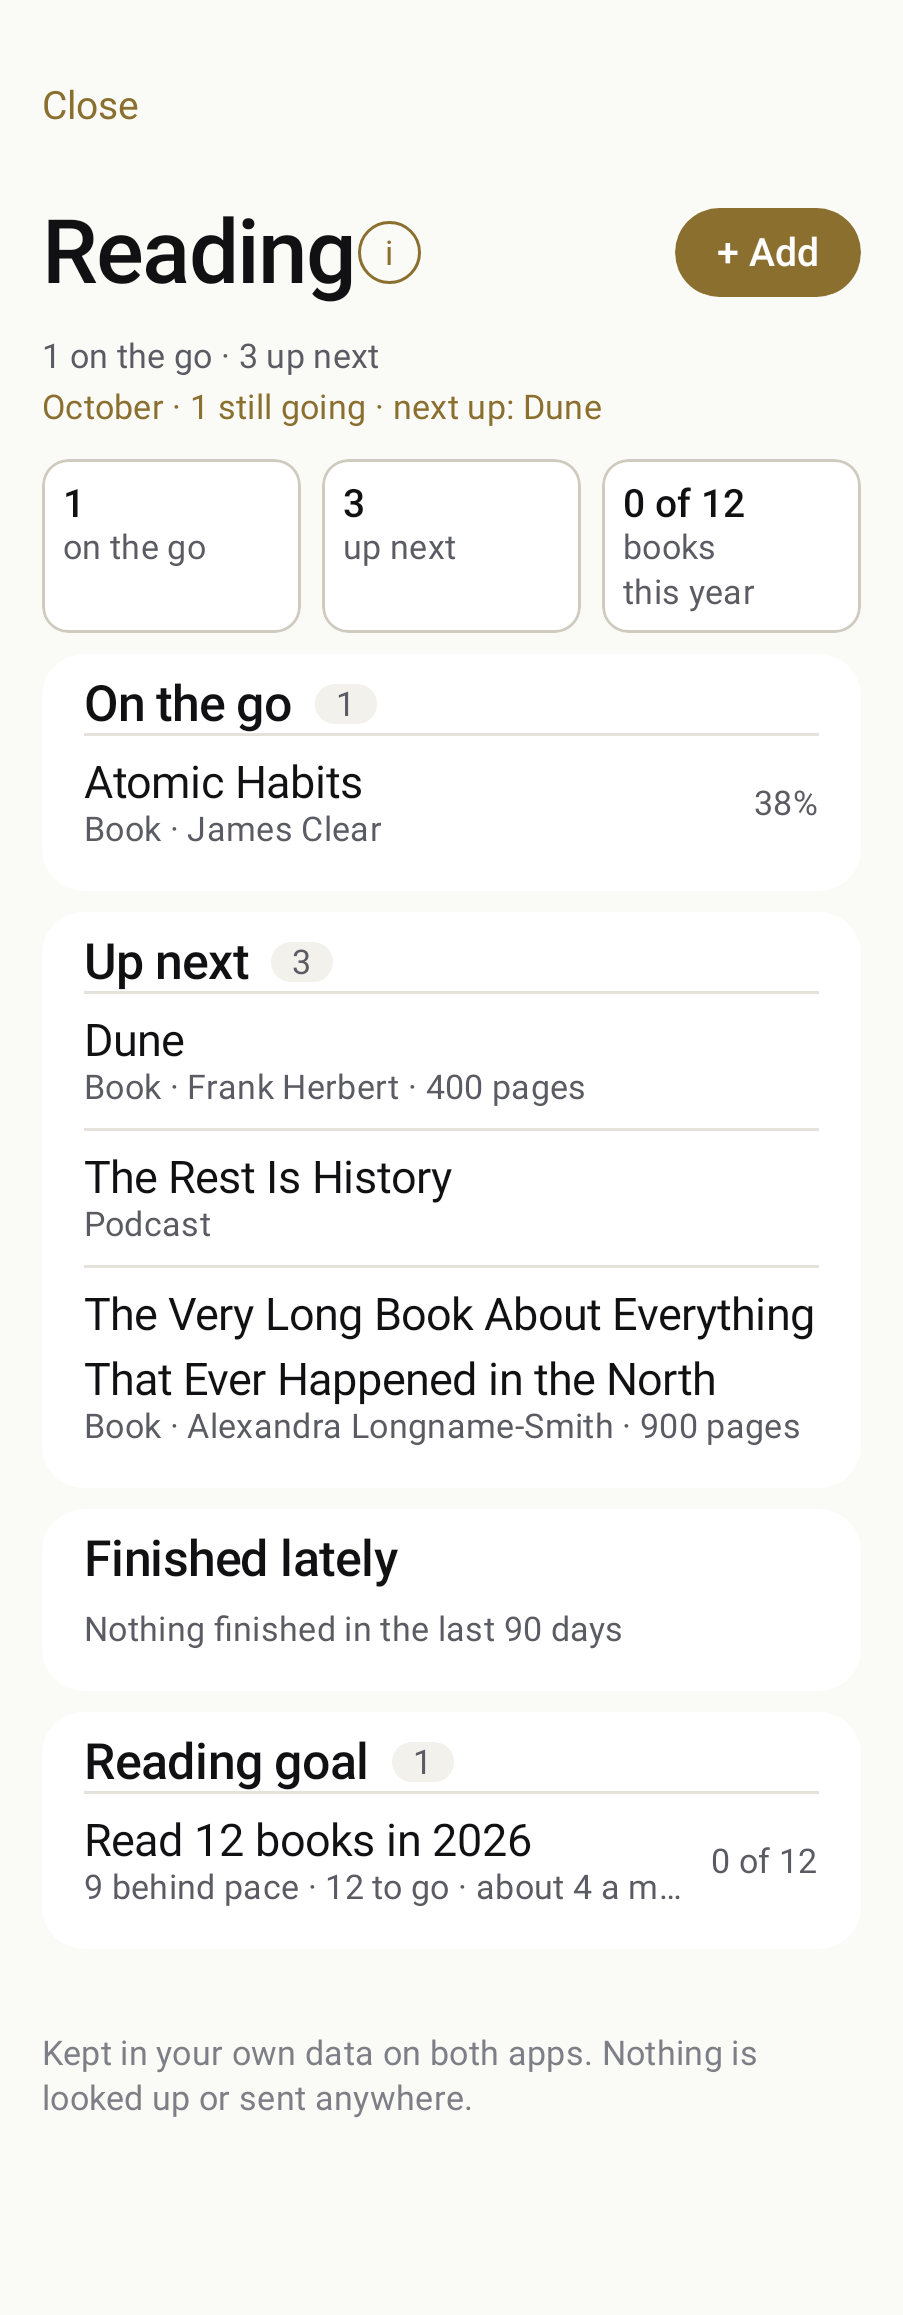 Close
Reading i
+ Add
1 on the go · 3 up next
October · 1 still going · next up: Dune
1
on the go
3
up next
0 of 12
books
this year
On the go 1
Atomic Habits
Book · James Clear
38%
Up next 3
Dune
Book · Frank Herbert · 400 pages
The Rest Is History
Podcast
The Very Long Book About Everything
That Ever Happened in the North
Book · Alexandra Longname-Smith · 900 pages
Finished lately
Nothing finished in the last 90 days
Reading goal 1
Read 12 books in 2026
9 behind pace · 12 to go · about 4 a m…
0 of 12
Kept in your own data on both apps. Nothing is
looked up or sent anywhere.